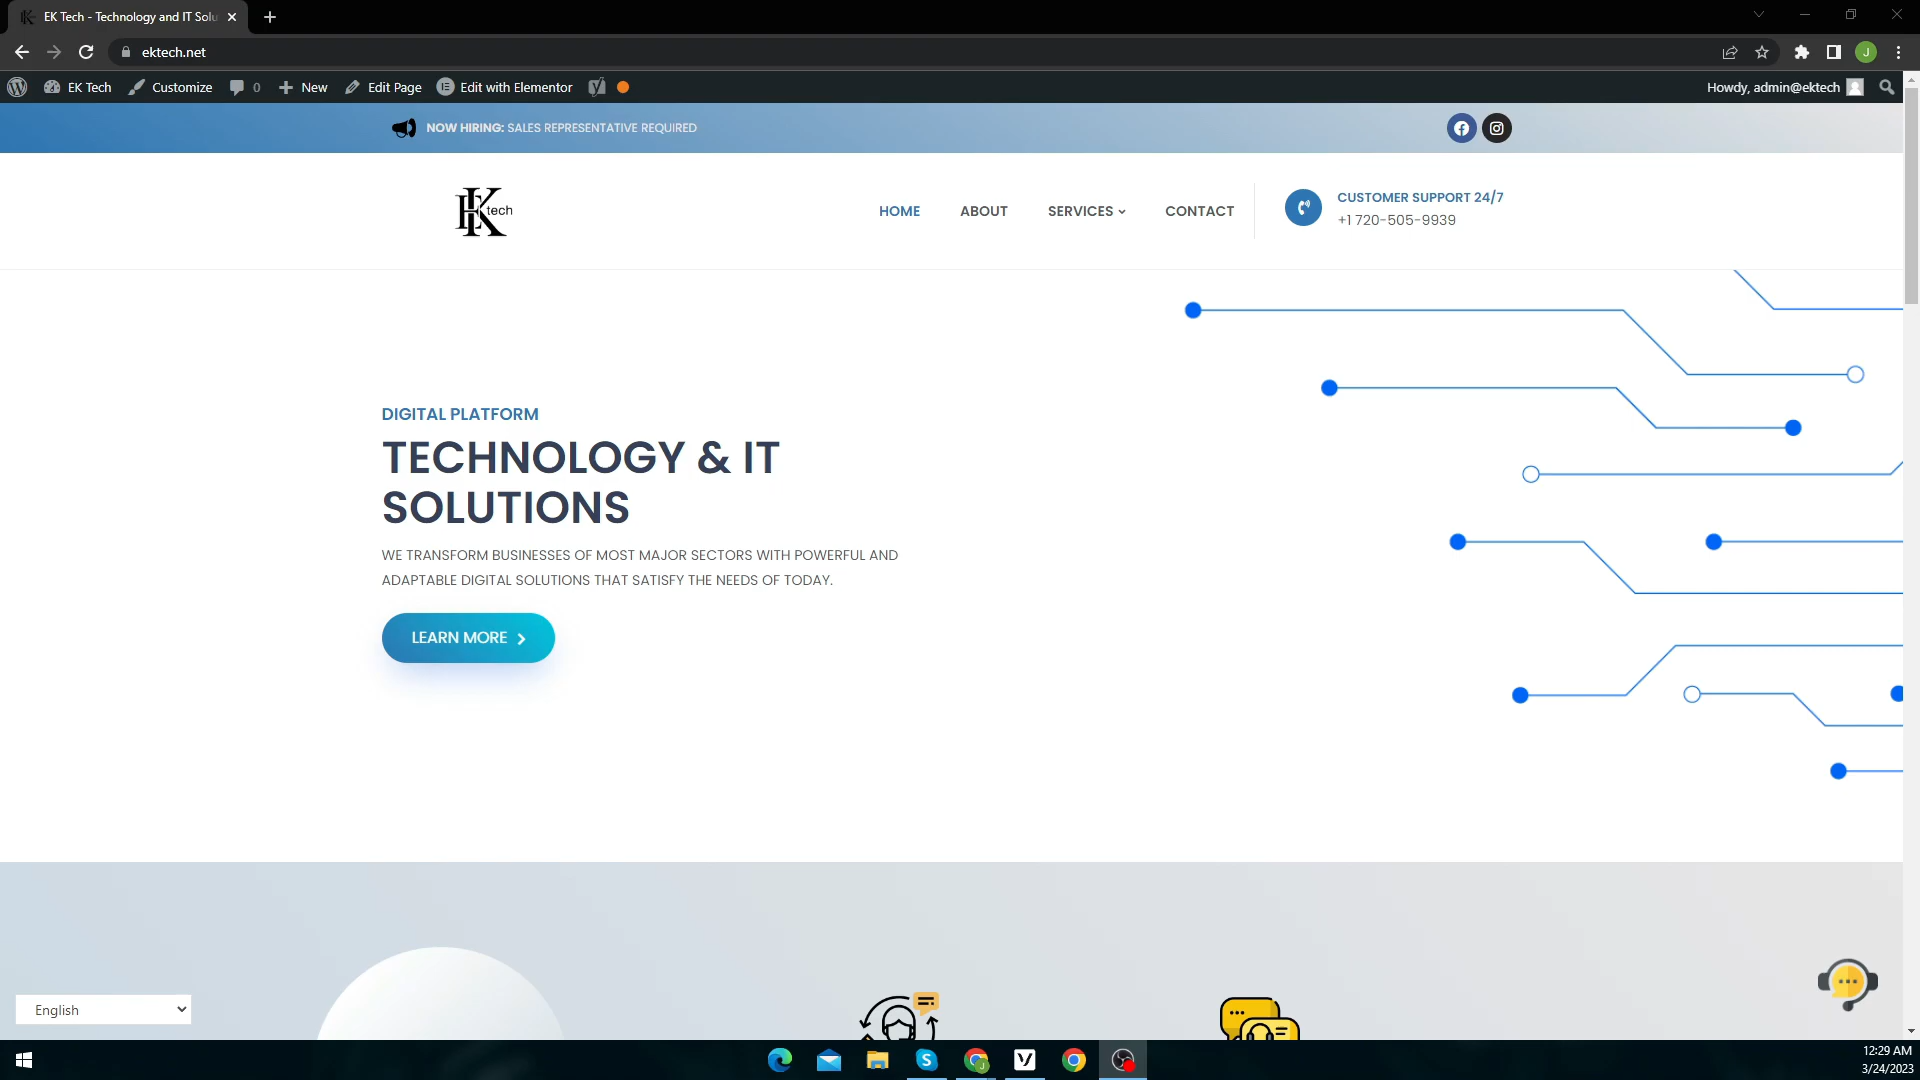 EK Tech - Technology and IT Solu
ektech.net
J
EK Tech
Customize
0
New
Edit Page
Edit with Elementor
Howdy, admin@ektech
NOW HIRING: SALES REPRESENTATIVE REQUIRED
EK tech
HOME
ABOUT
SERVICES
CONTACT
CUSTOMER SUPPORT 24/7
+1 720-505-9939
DIGITAL PLATFORM
TECHNOLOGY & IT
SOLUTIONS
WE TRANSFORM BUSINESSES OF MOST MAJOR SECTORS WITH POWERFUL AND
ADAPTABLE DIGITAL SOLUTIONS THAT SATISFY THE NEEDS OF TODAY.
LEARN MORE
English
12:29 AM
3/24/2023